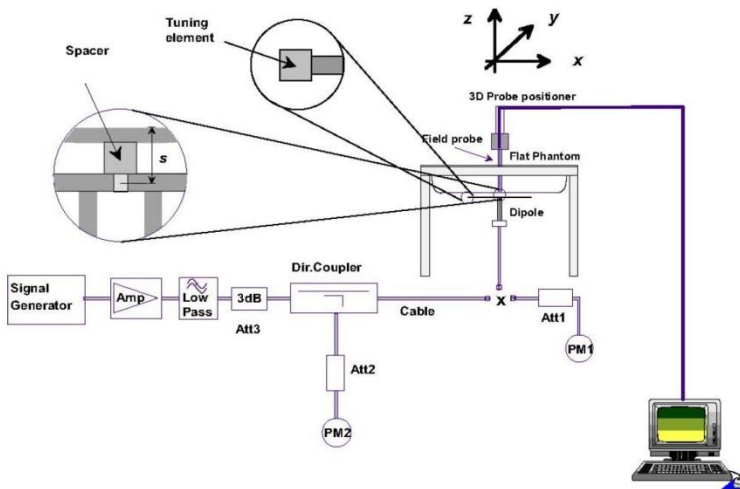 Tuning
element
Spacer
s
z
y
x
3D Probe positioner
Field probe
Flat Phantom
Dipole
Signal
Generator
Amp
Low
Pass
3dB
Att3
Dir.Coupler
Cable
x
Att1
PM1
Att2
PM2
S